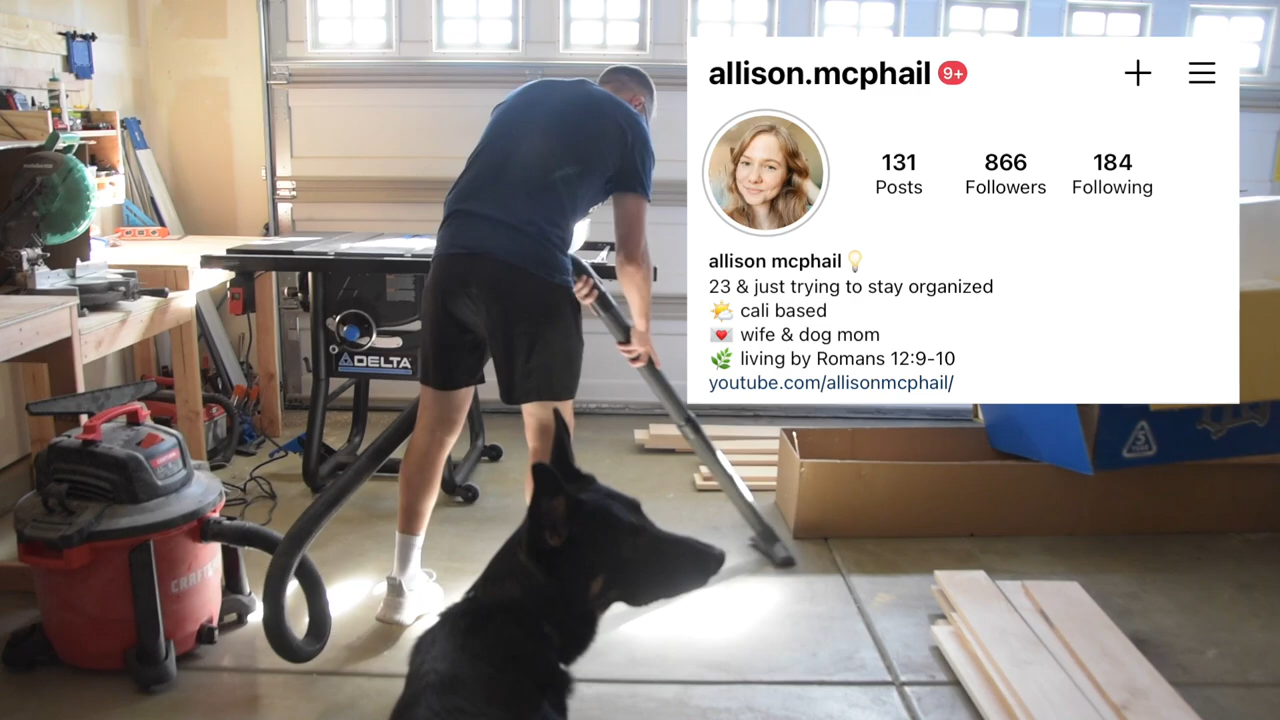 allison.mcphail 9+
131 866 184
Posts Followers Following
allison mcphail
23 & just trying to stay organized
cali based
wife & dog mom
living by Romans 12:9-10
youtube.com/allisonmcphail/
DELTA